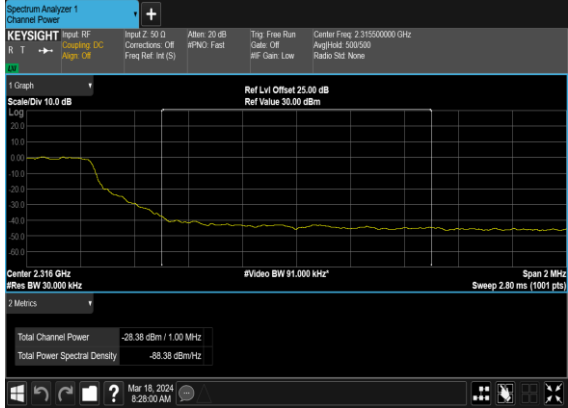 Spectrum Analyzer 1
Channel Power
+
KEYSIGHT Input: RF Input Z: 50 Ω Atten: 20 dB Trig: Free Run Center Freq: 2.315500000 GHz
R T Coupling: DC Corrections: Off #PNO: Fast Gate: Off Avg|Hold: 500/500
Align: Off Freq Ref: Int (S) #IF Gain: Low Radio Std: None
LW
1 Graph Ref Lvl Offset 25.00 dB
Scale/Div 10.0 dB Ref Value 30.00 dBm
Log
20.0
10.0
0.00
-10.0
-20.0
-30.0
-40.0
-50.0
-60.0
Center 2.316 GHz #Video BW 91.000 kHz* Span 2 MHz
#Res BW 30.000 kHz Sweep 2.80 ms (1001 pts)
2 Metrics
Total Channel Power -28.38 dBm / 1.00 MHz
Total Power Spectral Density -88.38 dBm/Hz
? Mar 18, 2024
8:28:00 AM